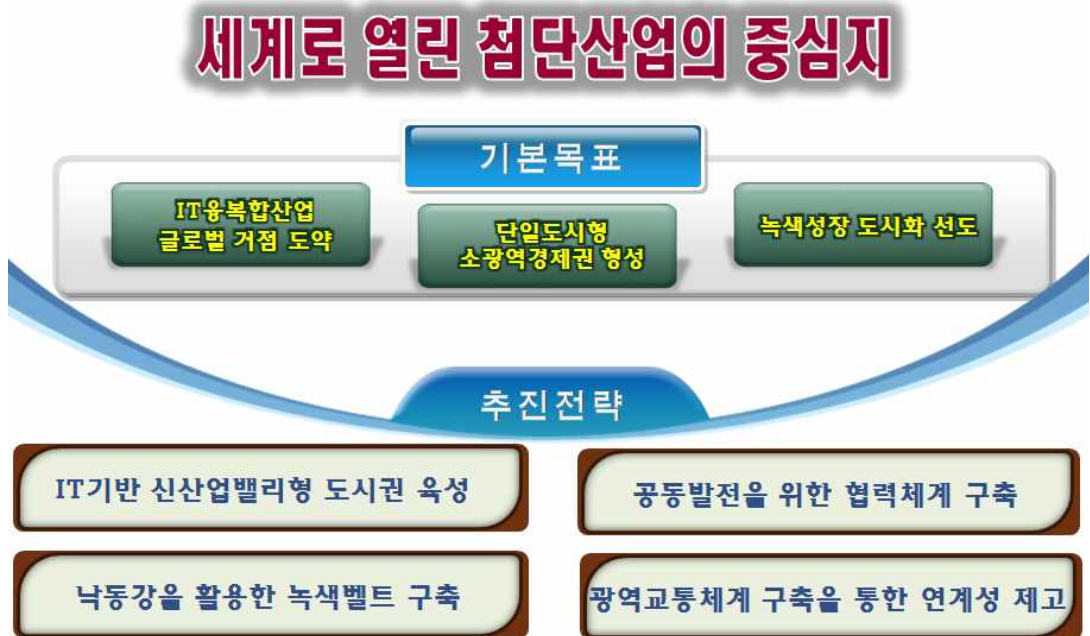 세계로 열린 첨단산업의 중심지
기본목표
IT융복합산업
글로벌 거점 도약
단일도시형
소광역경제권 형성
녹색성장 도시화 선도
추진전략
IT기반 신산업밸리형 도시권 육성
공동발전을 위한 협력체계 구축
낙동강을 활용한 녹색벨트 구축
광역교통체계 구축을 통한 연계성 제고